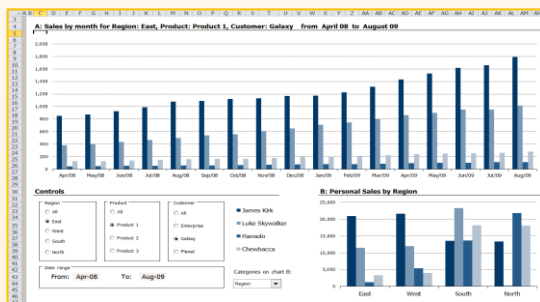 A: Sales by month for Region: East, Product: Product 1, Customer: Galaxy from April 08 to August 09
2,000
1,800
1,600
1,400
1,200
1,000
800
600
400
200
0
Apr/08 May/08 Jun/08 Jul/08 Aug/08 Sep/08 Oct/08 Nov/08 Dec/08 Jan/09 Feb/09 Mar/09 Apr/09 May/09 Jun/09 Jul/09 Aug/09
Controls
Region
All
East
West
South
North
Product
All
Product 1
Product 2
Product 3
Customer
All
Enterprise
Galaxy
Planet
Date range
From: Apr-08 To: Aug-09
James Kirk
Luke Skywalker
Hansolo
Chewbacca
Categories on chart B:
Region
B: Personal Sales by Region
25,000
20,000
15,000
10,000
5,000
0
East West South North